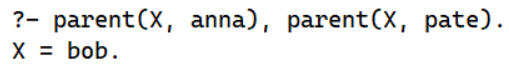 ?- parent(X, anna), parent(X, pate).
X = bob.